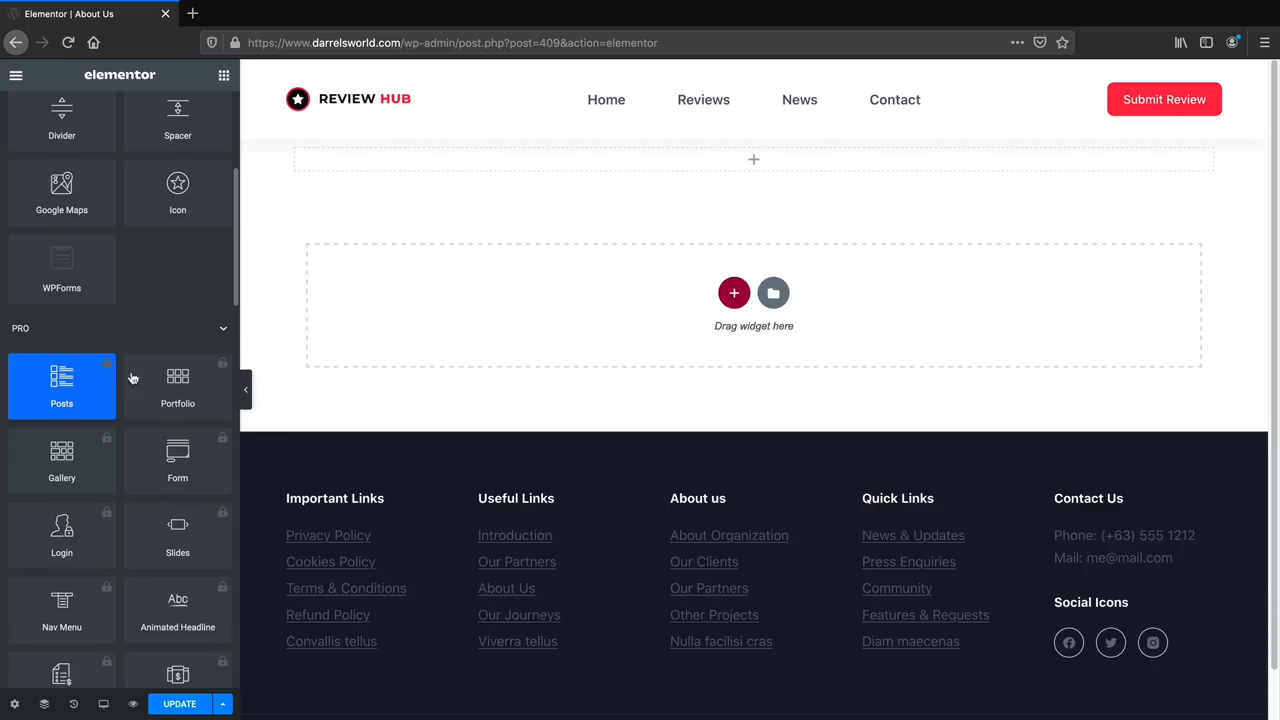 Elementor | About Us
https://www.darrelsworld.com/wp-admin/post.php?post=409&action=elementor
elementor
Divider
Spacer
Google Maps
Icon
WPForms
PRO
Posts
Portfolio
Gallery
Form
Login
Slides
Nav Menu
Animated Headline
UPDATE
REVIEW HUB
Home
Reviews
News
Contact
Submit Review
Drag widget here
Important Links
Privacy Policy
Cookies Policy
Terms & Conditions
Refund Policy
Convallis tellus
Useful Links
Introduction
Our Partners
About Us
Our Journeys
Viverra tellus
About us
About Organization
Our Clients
Our Partners
Other Projects
Nulla facilisi cras
Quick Links
News & Updates
Press Enquiries
Community
Features & Requests
Diam maecenas
Contact Us
Phone: (+63) 555 1212
Mail: me@mail.com
Social Icons